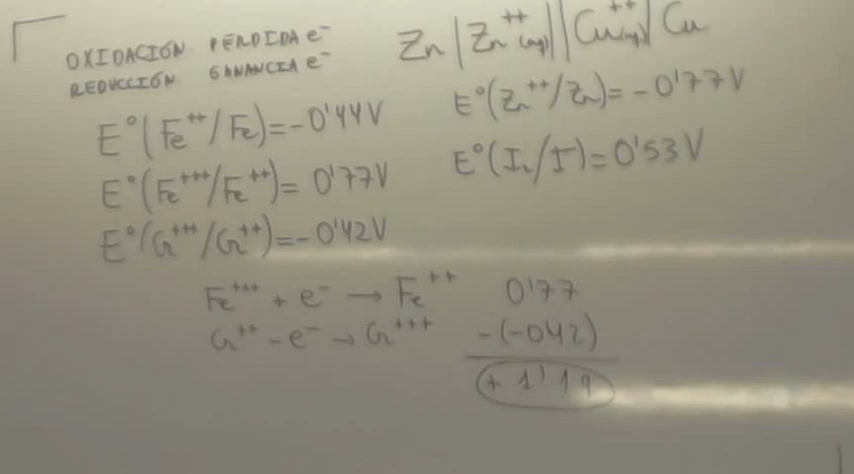 OXIDACIÓN PÉRDIDA e⁻
REDUCCIÓN GANANCIA e⁻
Zn | Zn⁺⁺(aq) || Cu⁺⁺(aq) | Cu
E°(Fe⁺⁺/Fe)=-0'44V
E°(Fe⁺⁺⁺/Fe⁺⁺)= 0'77V
E°(Cr⁺⁺⁺/Cr⁺⁺)=-0'42V
E°(Zn⁺⁺/Zn)=-0'77V
E°(I₂/I⁻)=0'53V
Fe⁺⁺⁺ + e⁻ → Fe⁺⁺ 0'77
Cr⁺⁺ - e⁻ → Cr⁺⁺⁺ -(-042)
+ 1'19